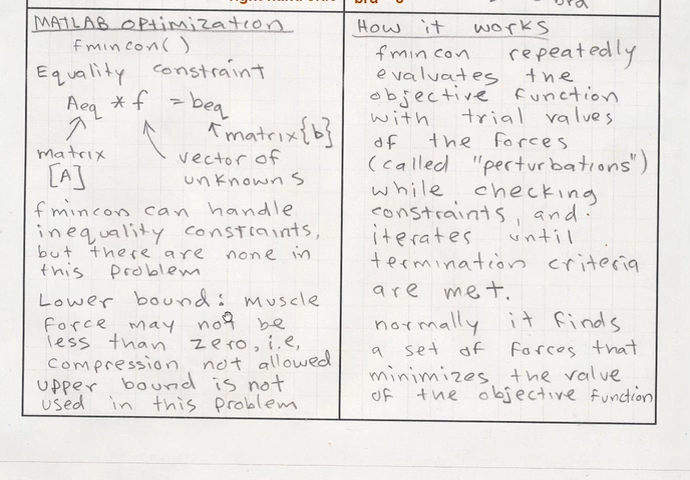 MATLAB optimization
fmincon()
Equality constraint
Aeq * f = beq
matrix{b}
matrix
[A]
vector of
unknowns
fmincon can handle
inequality constraints,
but there are none in
this problem
Lower bound: muscle
force may not be
less than zero, i.e,
compression not allowed
upper bound is not
used in this problem
How it works
fmincon repeatedly
evaluates the
objective function
with trial values
of the forces
(called "perturbations")
while checking
constraints, and
iterates until
termination criteria
are met.
normally it finds
a set of forces that
minimizes the value
of the objective function